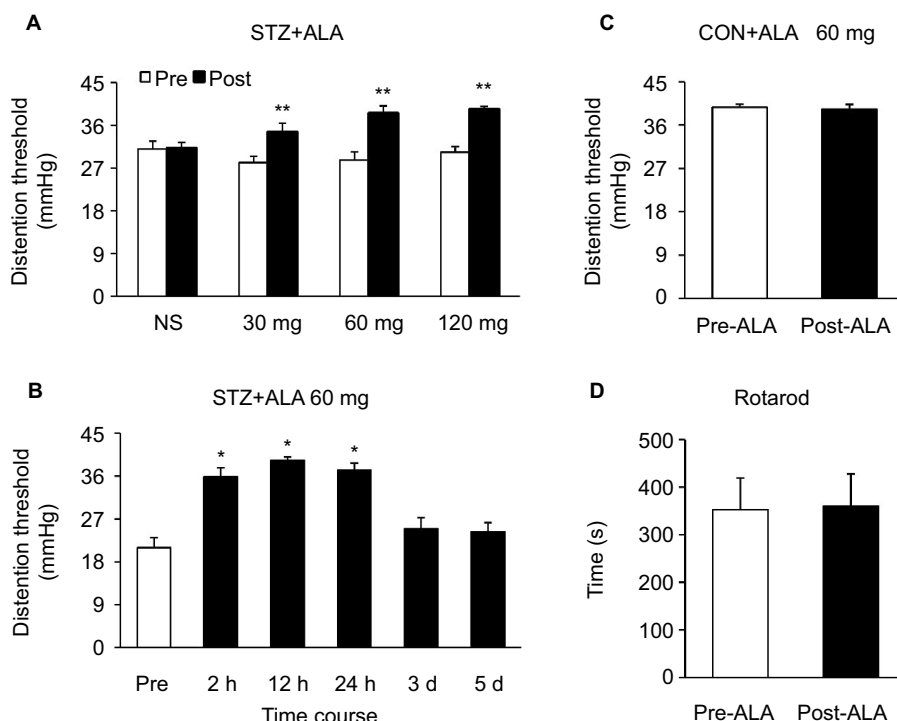 A
STZ+ALA
Pre Post
Distention threshold
(mmHg)
45
36
27
18
9
0
** ** **
NS 30 mg 60 mg 120 mg
B
STZ+ALA 60 mg
Distention threshold
(mmHg)
45
36
27
18
9
0
* * *
Pre 2 h 12 h 24 h 3 d 5 d
Time course
C
CON+ALA 60 mg
Distention threshold
(mmHg)
45
36
27
18
9
0
Pre-ALA Post-ALA
D
Rotarod
Time (s)
500
400
300
200
100
0
Pre-ALA Post-ALA